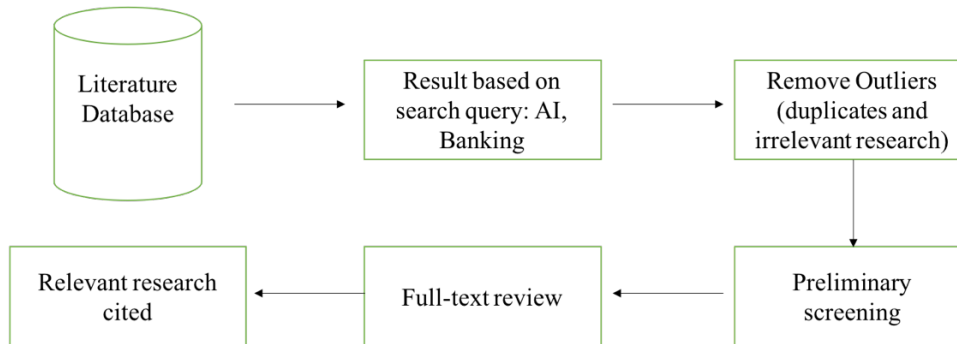 Literature
Database
Result based on
search query: AI,
Banking
Remove Outliers
(duplicates and
irrelevant research)
Preliminary
screening
Full-text review
Relevant research
cited